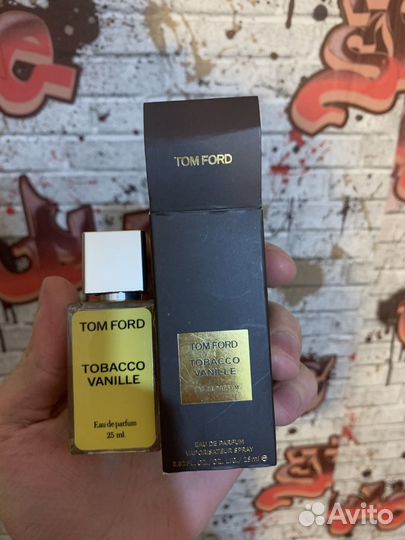 TOM FORD
TOM FORD
TOBACCO
VANILLE
EAU DE PARFUM
VAPORISATEUR SPRAY
TOM FORD
TOBACCO
VANILLE
Eau de parfum
25 ml
Avito